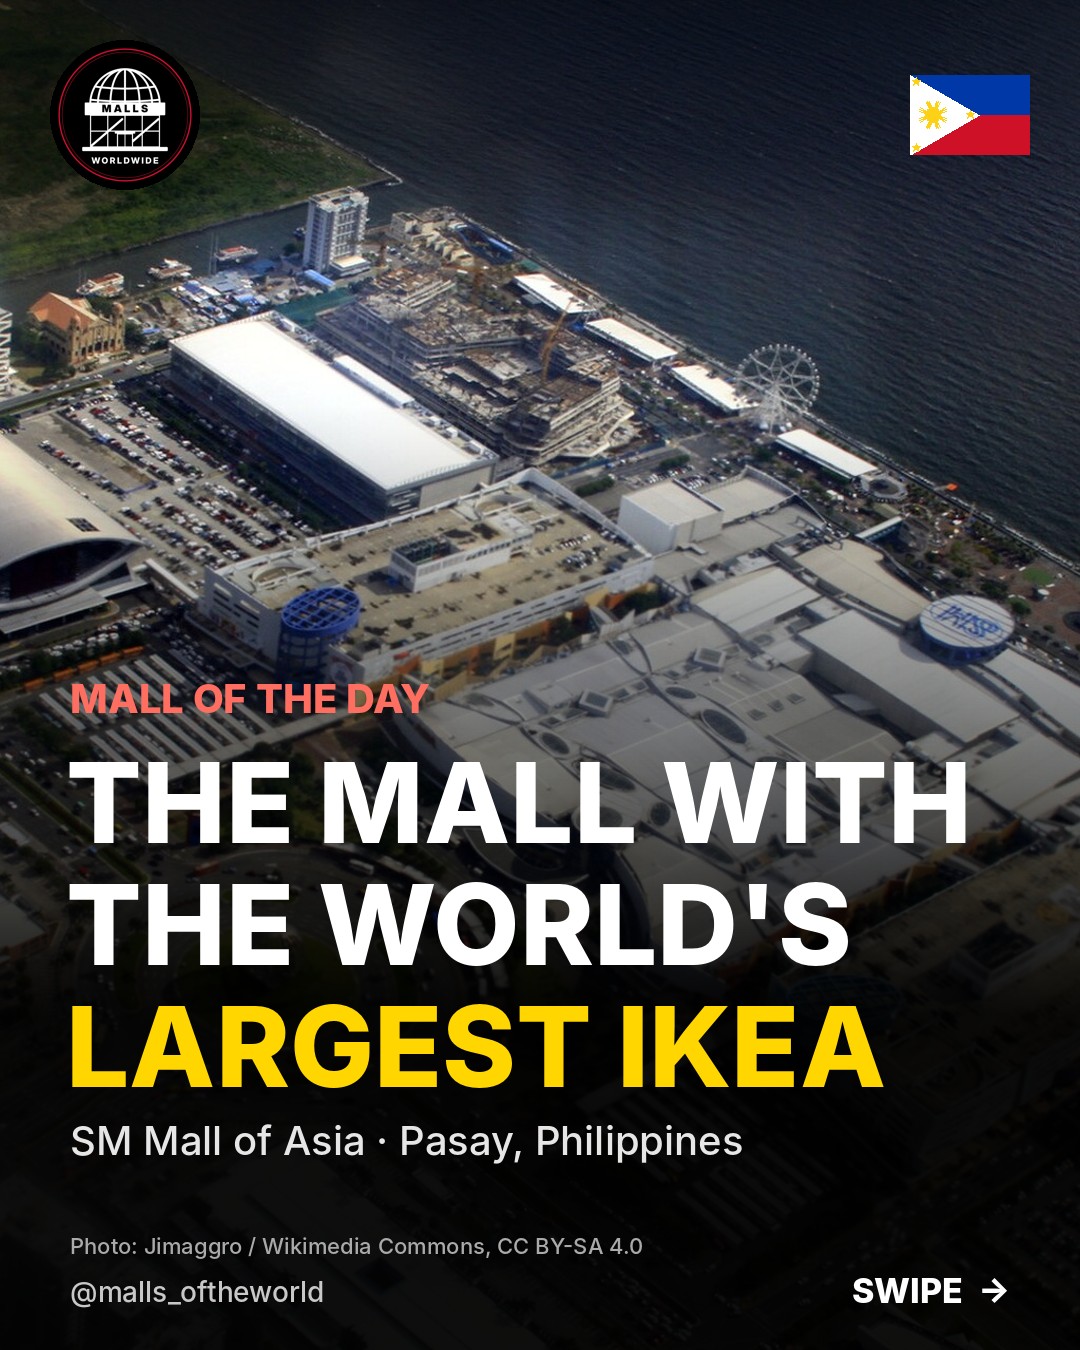 MALLS
WORLDWIDE
MALL OF THE DAY
THE MALL WITH
THE WORLD'S
LARGEST IKEA
SM Mall of Asia · Pasay, Philippines
Photo: Jimaggro / Wikimedia Commons, CC BY-SA 4.0
@malls_oftheworld
SWIPE →